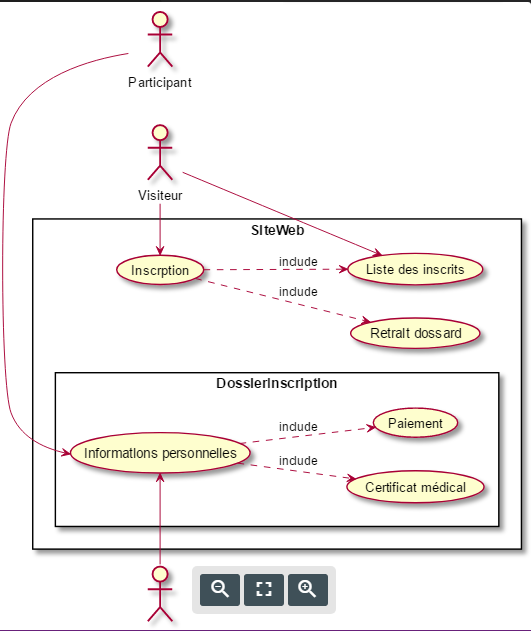 Participant
Visiteur
SiteWeb
Inscrption
include
Liste des inscrits
include
Retrait dossard
DossierInscription
Informations personnelles
include
Paiement
include
Certificat médical